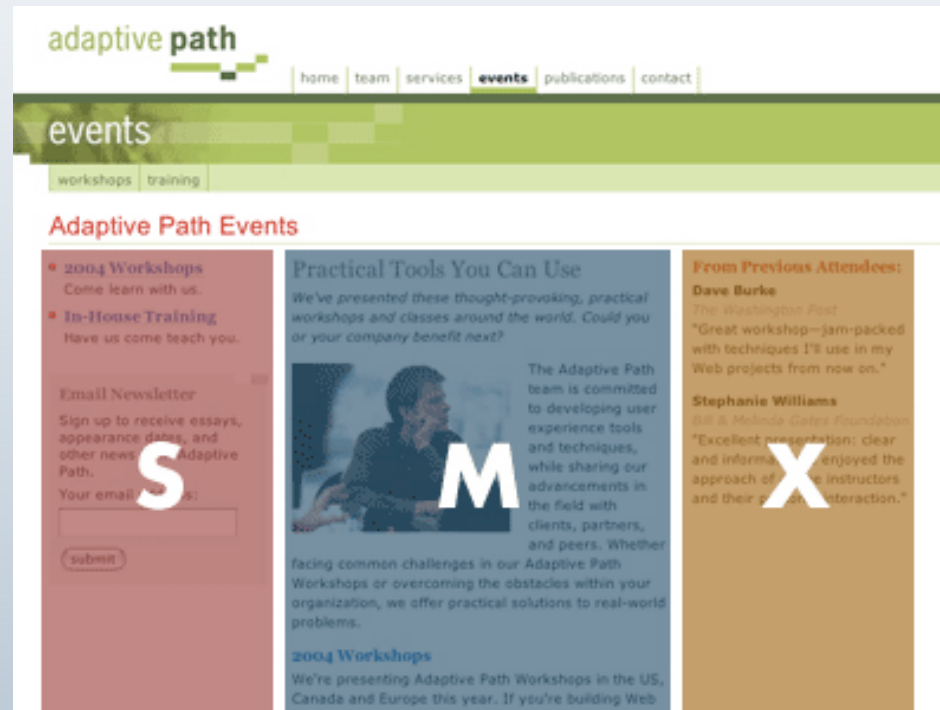 adaptive path
home team services events publications contact
events
workshops training
Adaptive Path Events
2004 Workshops
Come learn with us.
In-House Training
Have us come teach you.
Email Newsletter
Sign up to receive essays,
appearance dates, and
other news Adaptive
Path.
Your email
submit
S
Practical Tools You Can Use
We've presented these thought-provoking, practical
workshops and classes around the world. Could you
or your company benefit next?
The Adaptive Path
team is committed
to developing user
experience tools
and techniques,
while sharing our
advancements in
the field with
clients, partners,
and peers. Whether
facing common challenges in our Adaptive Path
Workshops or overcoming the obstacles within your
organization, we offer practical solutions to real-world
problems.
2004 Workshops
We're presenting Adaptive Path Workshops in the US,
Canada and Europe this year. If you're building Web
M
From Previous Attendees:
Dave Burke
The Washington Post
"Great workshop—jam-packed
with techniques I'll use in my
Web projects from now on."
Stephanie Williams
Bill & Melinda Gates Foundation
"Excellent presentation: clear
and enjoyed the
approach of instructors
and their interaction."
X